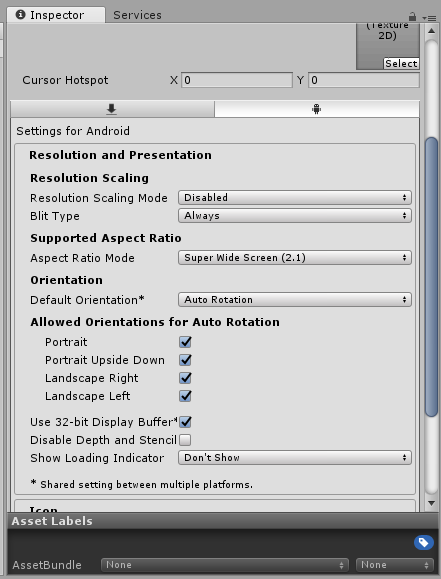 Inspector
Services
(Texture
2D)
Select
Cursor Hotspot X 0 Y 0
Settings for Android
Resolution and Presentation
Resolution Scaling
Resolution Scaling Mode Disabled
Blit Type Always
Supported Aspect Ratio
Aspect Ratio Mode Super Wide Screen (2.1)
Orientation
Default Orientation* Auto Rotation
Allowed Orientations for Auto Rotation
Portrait
Portrait Upside Down
Landscape Right
Landscape Left
Use 32-bit Display Buffer*
Disable Depth and Stencil
Show Loading Indicator Don't Show
* Shared setting between multiple platforms.
Icon
Asset Labels
AssetBundle None None